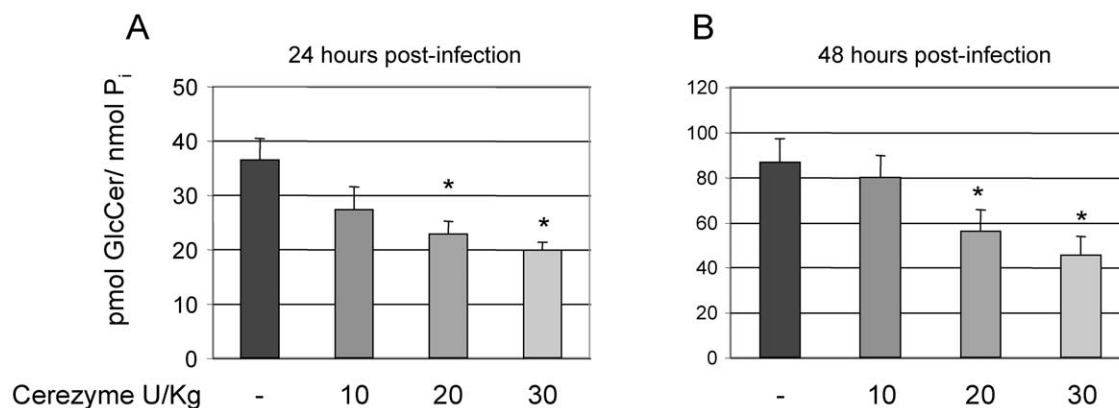 A
B
24 hours post-infection
48 hours post-infection
pmol GlcCer/ nmol Pi
50
40
30
20
10
0
120
100
80
60
40
20
0
*
*
*
*
Cerezyme U/Kg - 10 20 30 - 10 20 30